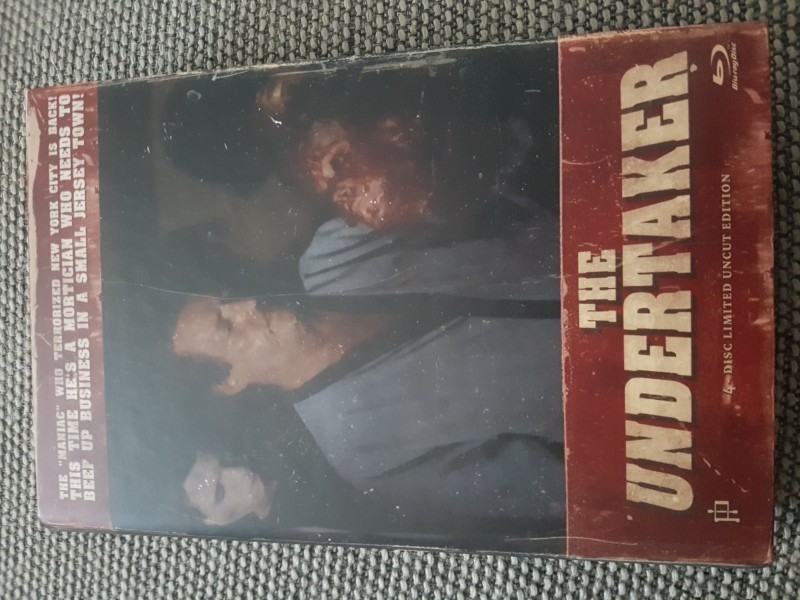 THE "MANIAC" WHO TERRORIZED NEW YORK CITY IS BACK!
THIS TIME HE'S A MORTICIAN WHO NEEDS TO
BEEF UP BUSINESS IN A SMALL JERSEY TOWN!
THE
UNDERTAKER
4-DISC LIMITED UNCUT EDITION
Blu-ray Disc